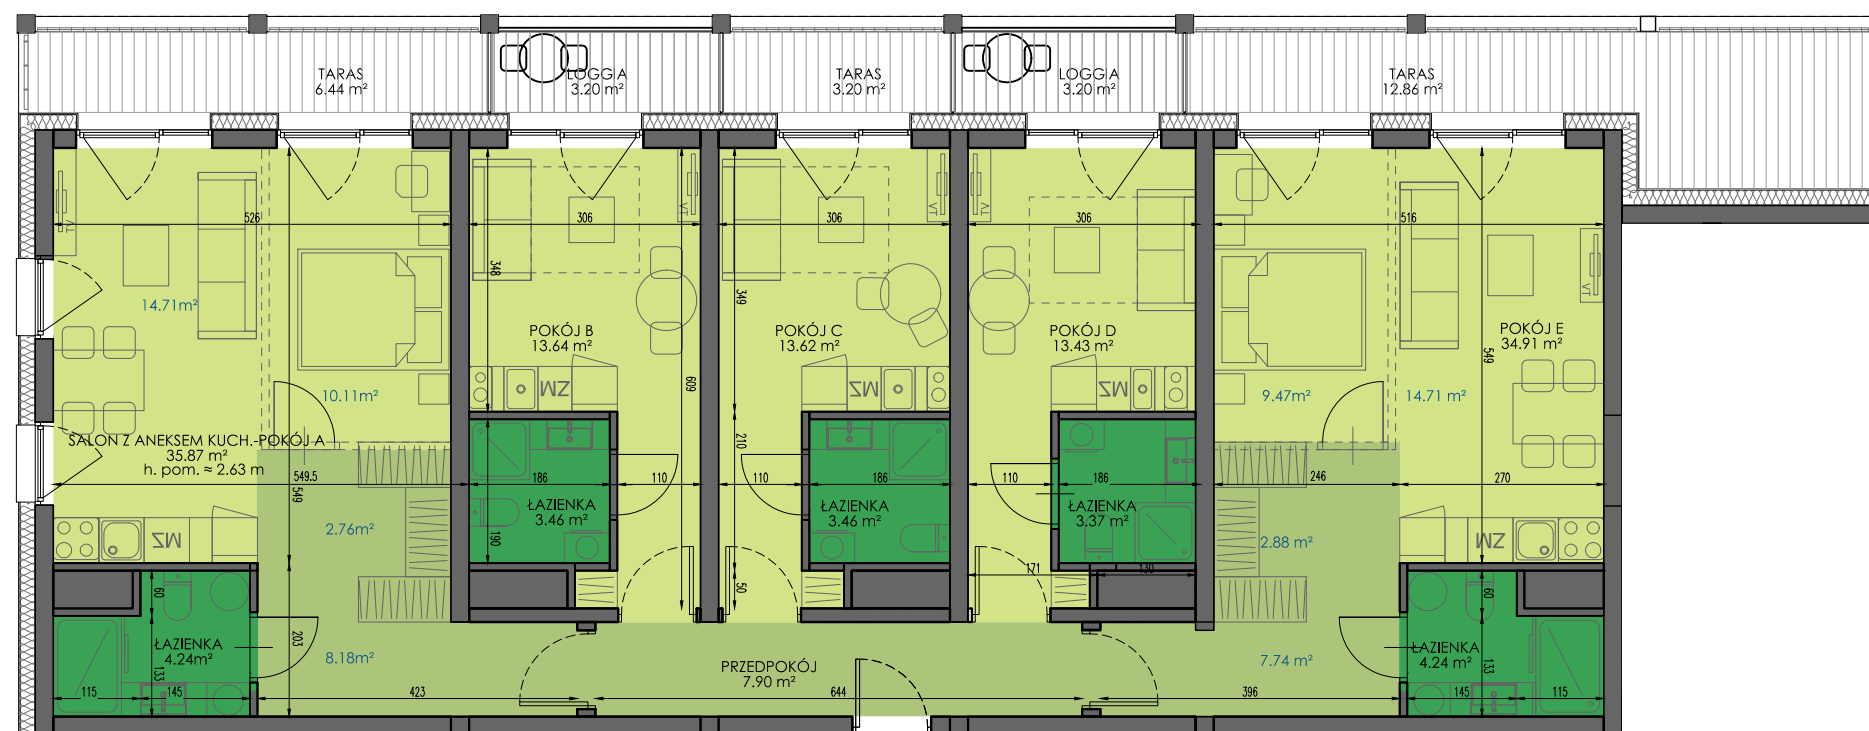 TARAS
6.44 m²
LOGGIA
3.20 m²
TARAS
3.20 m²
LOGGIA
3.20 m²
TARAS
12.86 m²
TV
TV
TV
TV
TV
526
306
306
306
516
348
349
609
549
14.71m²
POKÓJ B
13.64 m²
POKÓJ C
13.62 m²
POKÓJ D
13.43 m²
POKÓJ E
34.91 m²
10.11m²
9.47m²
14.71 m²
ZM
ZM
ZM
SALON Z ANEKSEM KUCH.-POKÓJ A
35.87 m²
h. pom. ≈ 2.63 m
549.5
549
186
110
210
110
186
110
186
246
270
ŁAZIENKA
3.46 m²
ŁAZIENKA
3.46 m²
ŁAZIENKA
3.37 m²
2.76m²
2.88 m²
ZM
ZM
190
171
130
60
50
60
203
133
ŁAZIENKA
4.24m²
8.18m²
PRZEDPOKÓJ
7.90 m²
7.74 m²
ŁAZIENKA
4.24 m²
133
115
145
423
644
396
145
115